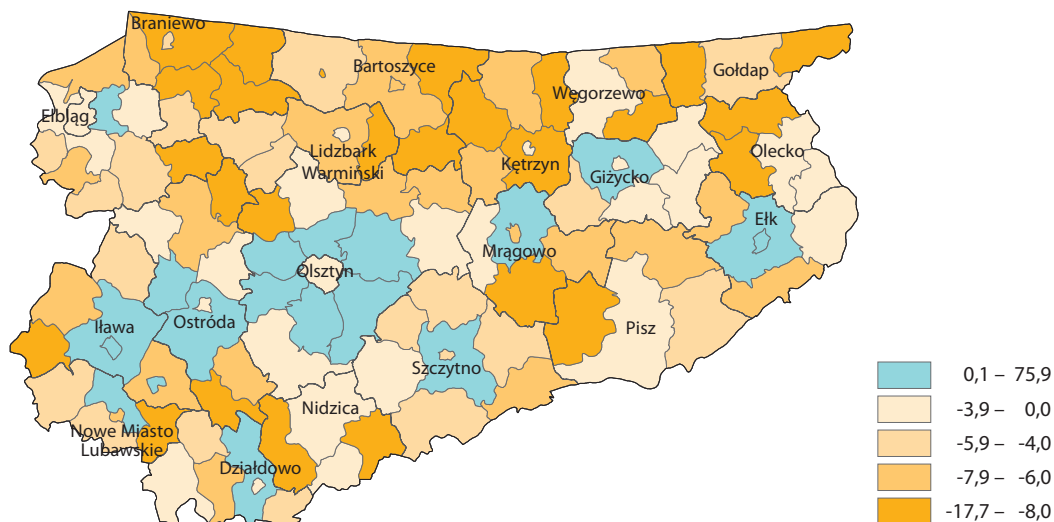 Braniewo
Bartoszyce
Gołdap
Węgorzewo
Elbląg
Lidzbark
Warmiński
Kętrzyn
Olecko
Giżycko
Ełk
Mrągowo
Olsztyn
Iława
Ostróda
Pisz
Szczytno
Nidzica
Nowe Miasto
Lubawskie
Działdowo
0,1 – 75,9
-3,9 – 0,0
-5,9 – -4,0
-7,9 – -6,0
-17,7 – -8,0